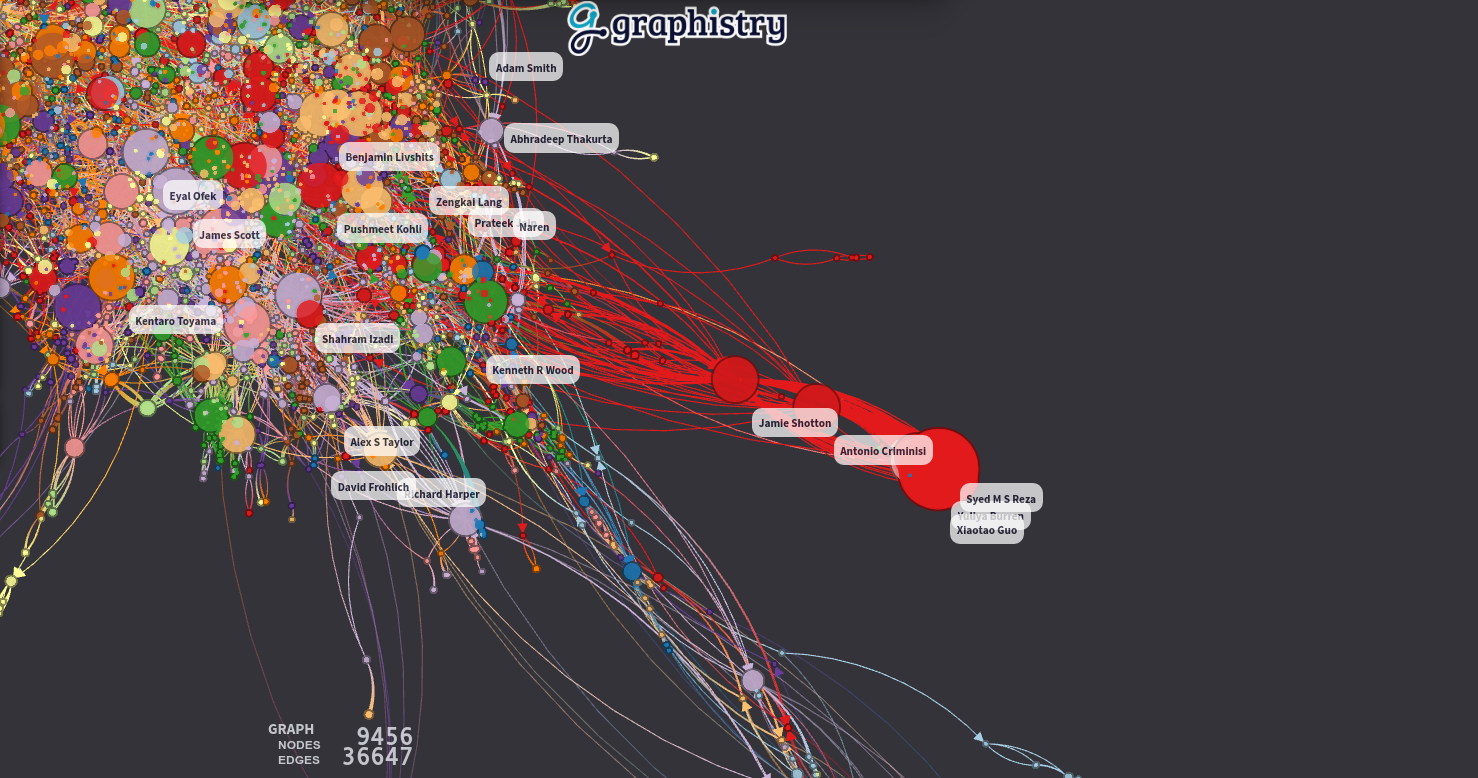 graphistry
Adam Smith
Abhradeep Thakurta
Benjamin Livshits
Eyal Ofek
Zengkai Lang
Prateek
Naren
Pushmeet Kohli
James Scott
Kentaro Toyama
Shahram Izadi
Kenneth R Wood
Jamie Shotton
Alex S Taylor
Antonio Criminisi
David Frohlich
Richard Harper
Syed M S Reza
Xiaotao Guo
GRAPH
NODES 9456
EDGES 36647